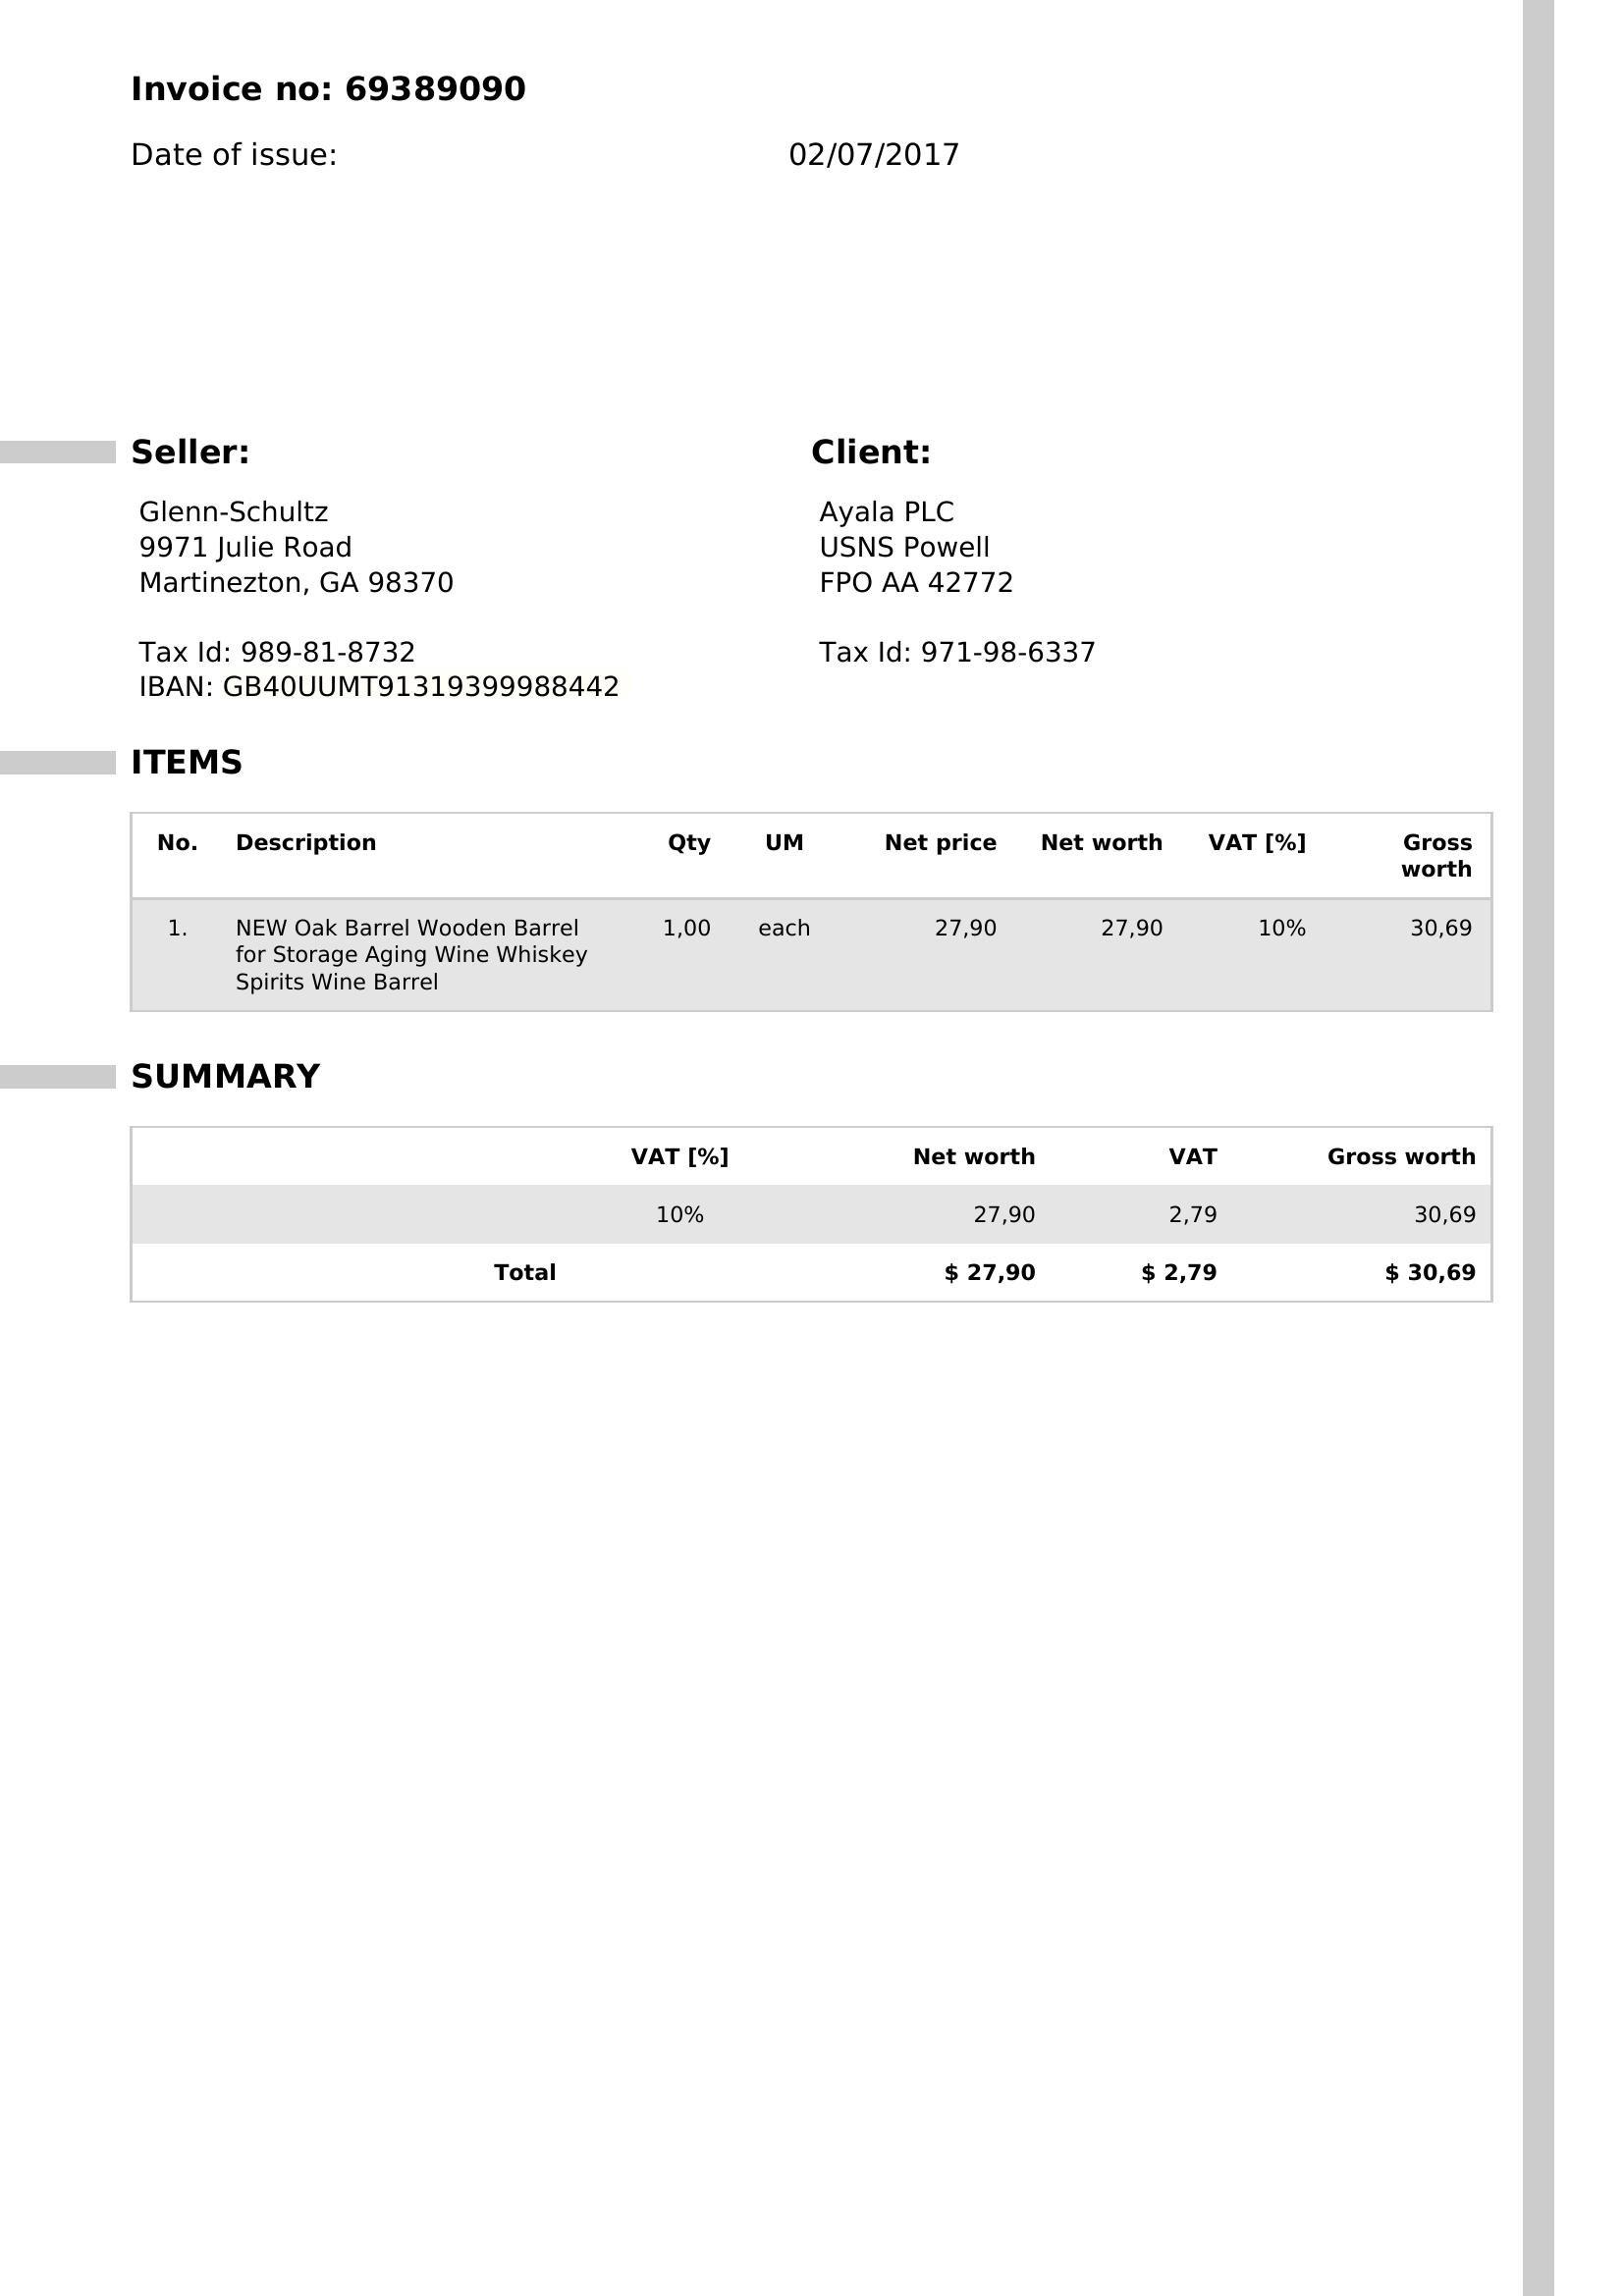 Invoice no: 69389090
Date of issue: 02/07/2017
Seller:
Glenn-Schultz
9971 Julie Road
Martinezton, GA 98370
Tax Id: 989-81-8732
IBAN: GB40UUMT91319399988442
Client:
Ayala PLC
USNS Powell
FPO AA 42772
Tax Id: 971-98-6337
ITEMS
No. Description Qty UM Net price Net worth VAT [%] Gross
worth
1. NEW Oak Barrel Wooden Barrel 1,00 each 27,90 27,90 10% 30,69
for Storage Aging Wine Whiskey
Spirits Wine Barrel
SUMMARY
VAT [%] Net worth VAT Gross worth
10% 27,90 2,79 30,69
Total $ 27,90 $ 2,79 $ 30,69